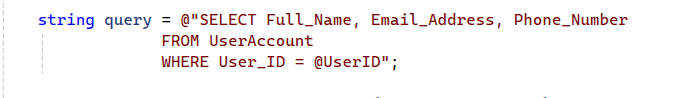 string query = @"SELECT Full_Name, Email_Address, Phone_Number
FROM UserAccount
WHERE User_ID = @UserID";